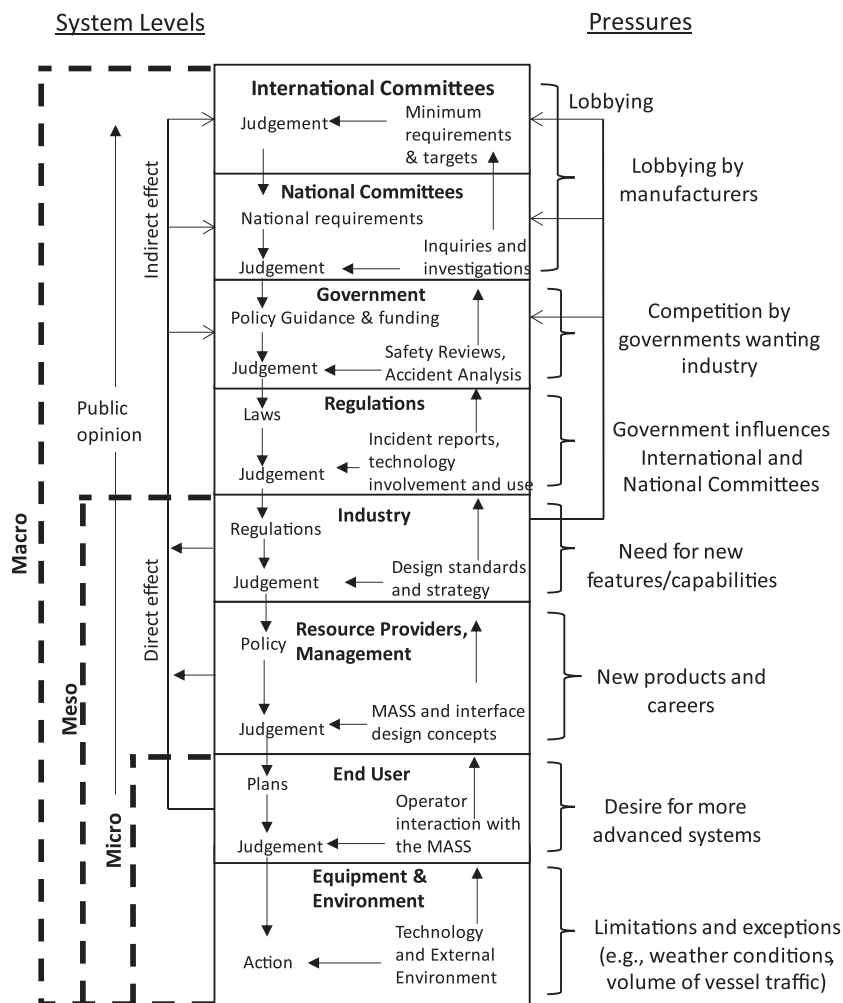 System Levels
Pressures
International Committees
Judgement
Minimum
requirements
& targets
Lobbying
Lobbying by
manufacturers
National Committees
National requirements
Judgement
Inquiries and
investigations
Indirect effect
Government
Policy Guidance & funding
Judgement
Safety Reviews,
Accident Analysis
Competition by
governments wanting
industry
Public
opinion
Regulations
Laws
Judgement
Incident reports,
technology
involvement and use
Government influences
International and
National Committees
Macro
Industry
Regulations
Judgement
Design standards
and strategy
Need for new
features/capabilities
Direct effect
Meso
Resource Providers,
Management
Policy
Judgement
MASS and interface
design concepts
New products and
careers
Micro
End User
Plans
Judgement
Operator
interaction with
the MASS
Desire for more
advanced systems
Equipment &
Environment
Action
Technology
and External
Environment
Limitations and exceptions
(e.g., weather conditions,
volume of vessel traffic)